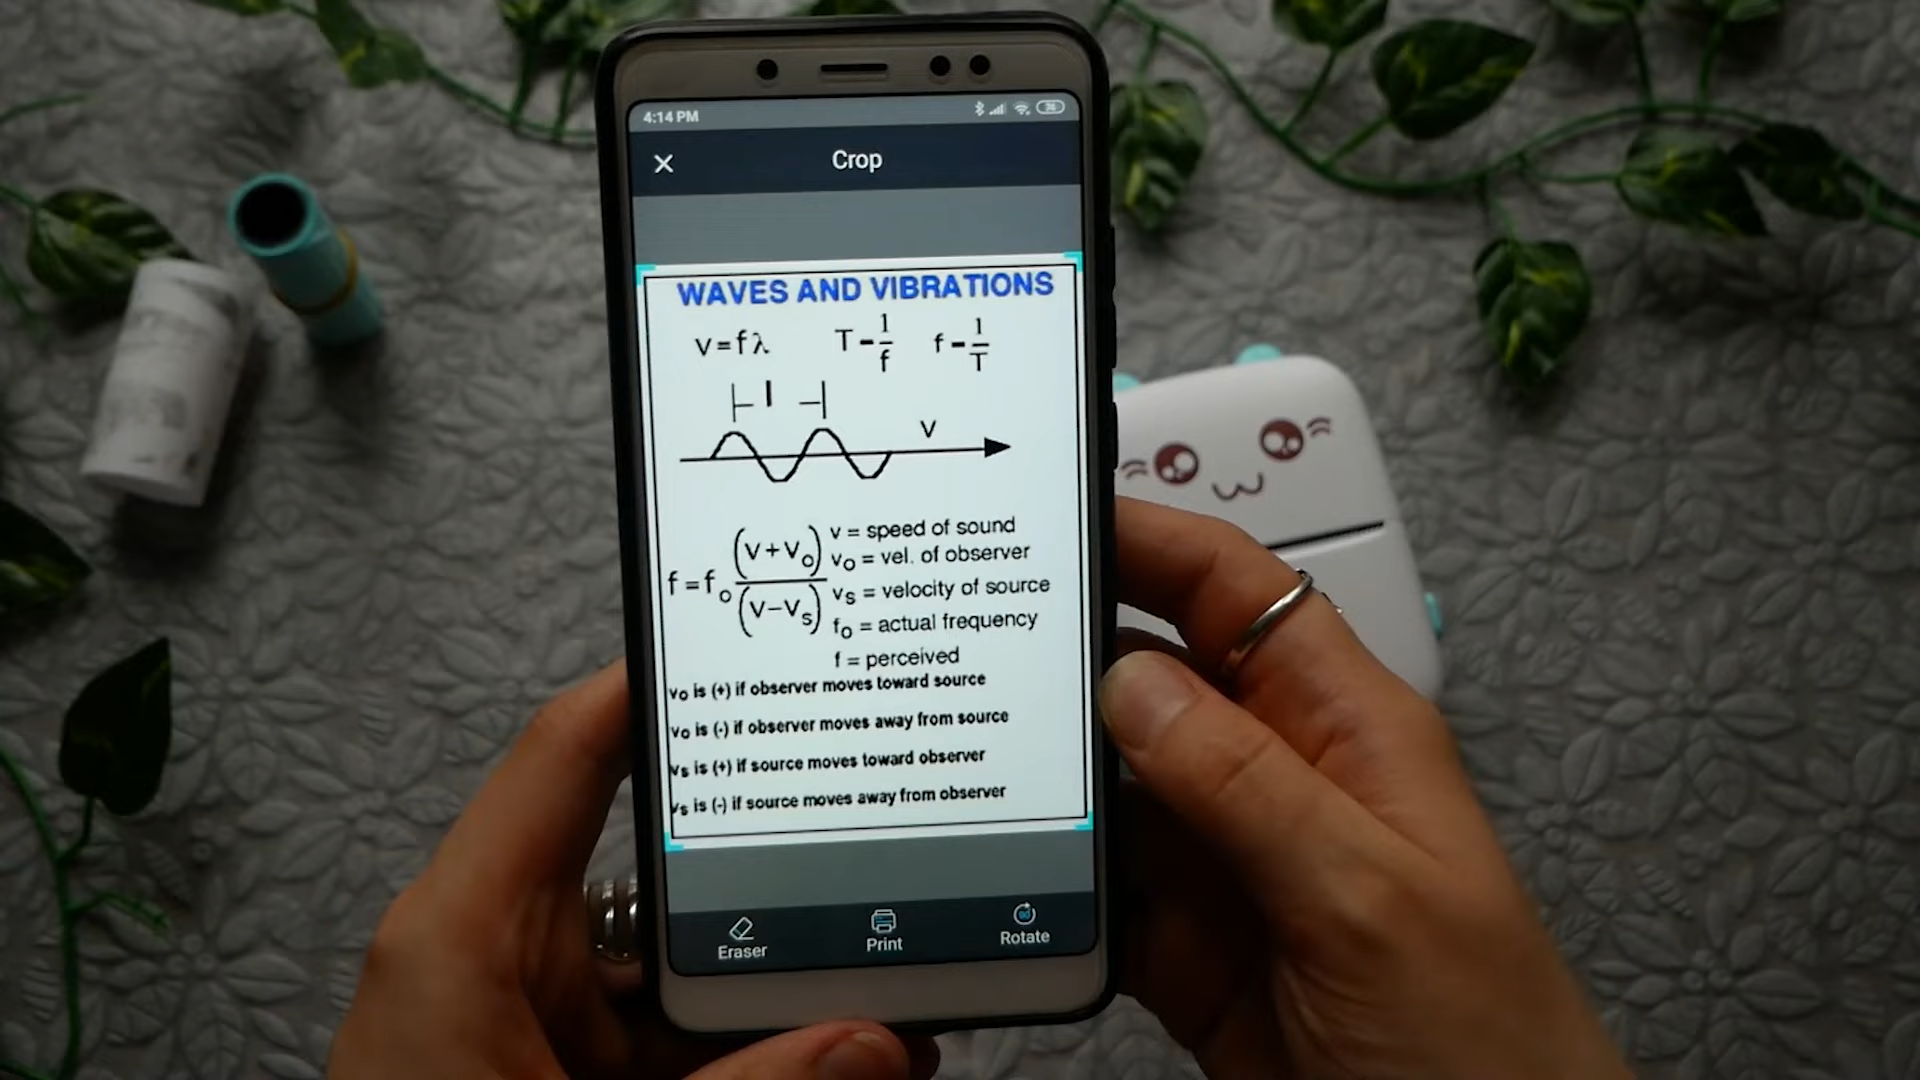 4:14 PM
26
Crop
WAVES AND VIBRATIONS
v=fλ T-1/f f-1/T
v
f=fo (v+vo)/(v-vs)
v = speed of sound
vo = vel. of observer
vs = velocity of source
fo = actual frequency
f = perceived
vo is (+) if observer moves toward source
vo is (-) if observer moves away from source
vs is (+) if source moves toward observer
vs is (-) if source moves away from observer
Eraser
Print
Rotate